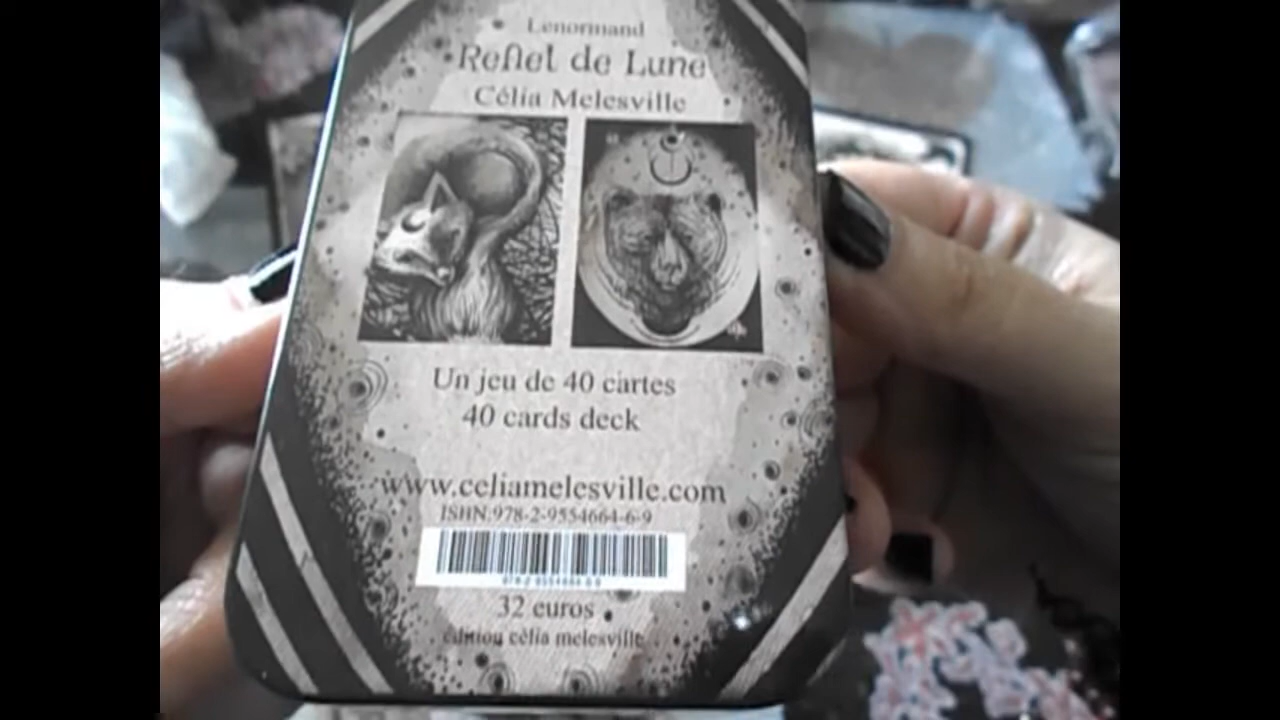 Lenormand
Reflet de Lune
Célia Melesville
Un jeu de 40 cartes
40 cards deck
www.celiamelesville.com
ISBN:978-2-9554664-6-9
32 euros
édition célia melesville